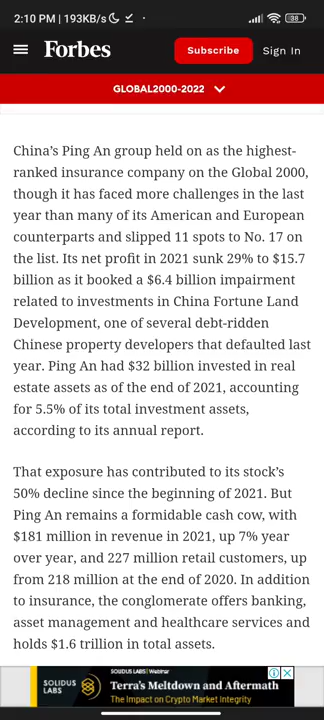 2:10 PM | 193KB/s
38
Forbes
Subscribe
Sign In
GLOBAL2000-2022
China's Ping An group held on as the highest-
ranked insurance company on the Global 2000,
though it has faced more challenges in the last
year than many of its American and European
counterparts and slipped 11 spots to No. 17 on
the list. Its net profit in 2021 sunk 29% to $15.7
billion as it booked a $6.4 billion impairment
related to investments in China Fortune Land
Development, one of several debt-ridden
Chinese property developers that defaulted last
year. Ping An had $32 billion invested in real
estate assets as of the end of 2021, accounting
for 5.5% of its total investment assets,
according to its annual report.
That exposure has contributed to its stock's
50% decline since the beginning of 2021. But
Ping An remains a formidable cash cow, with
$181 million in revenue in 2021, up 7% year
over year, and 227 million retail customers, up
from 218 million at the end of 2020. In addition
to insurance, the conglomerate offers banking,
asset management and healthcare services and
holds $1.6 trillion in total assets.
SOLIDUS
LABS
SOLIDUS LABS | Webinar
Terra's Meltdown and Aftermath
The Impact on Crypto Market Integrity